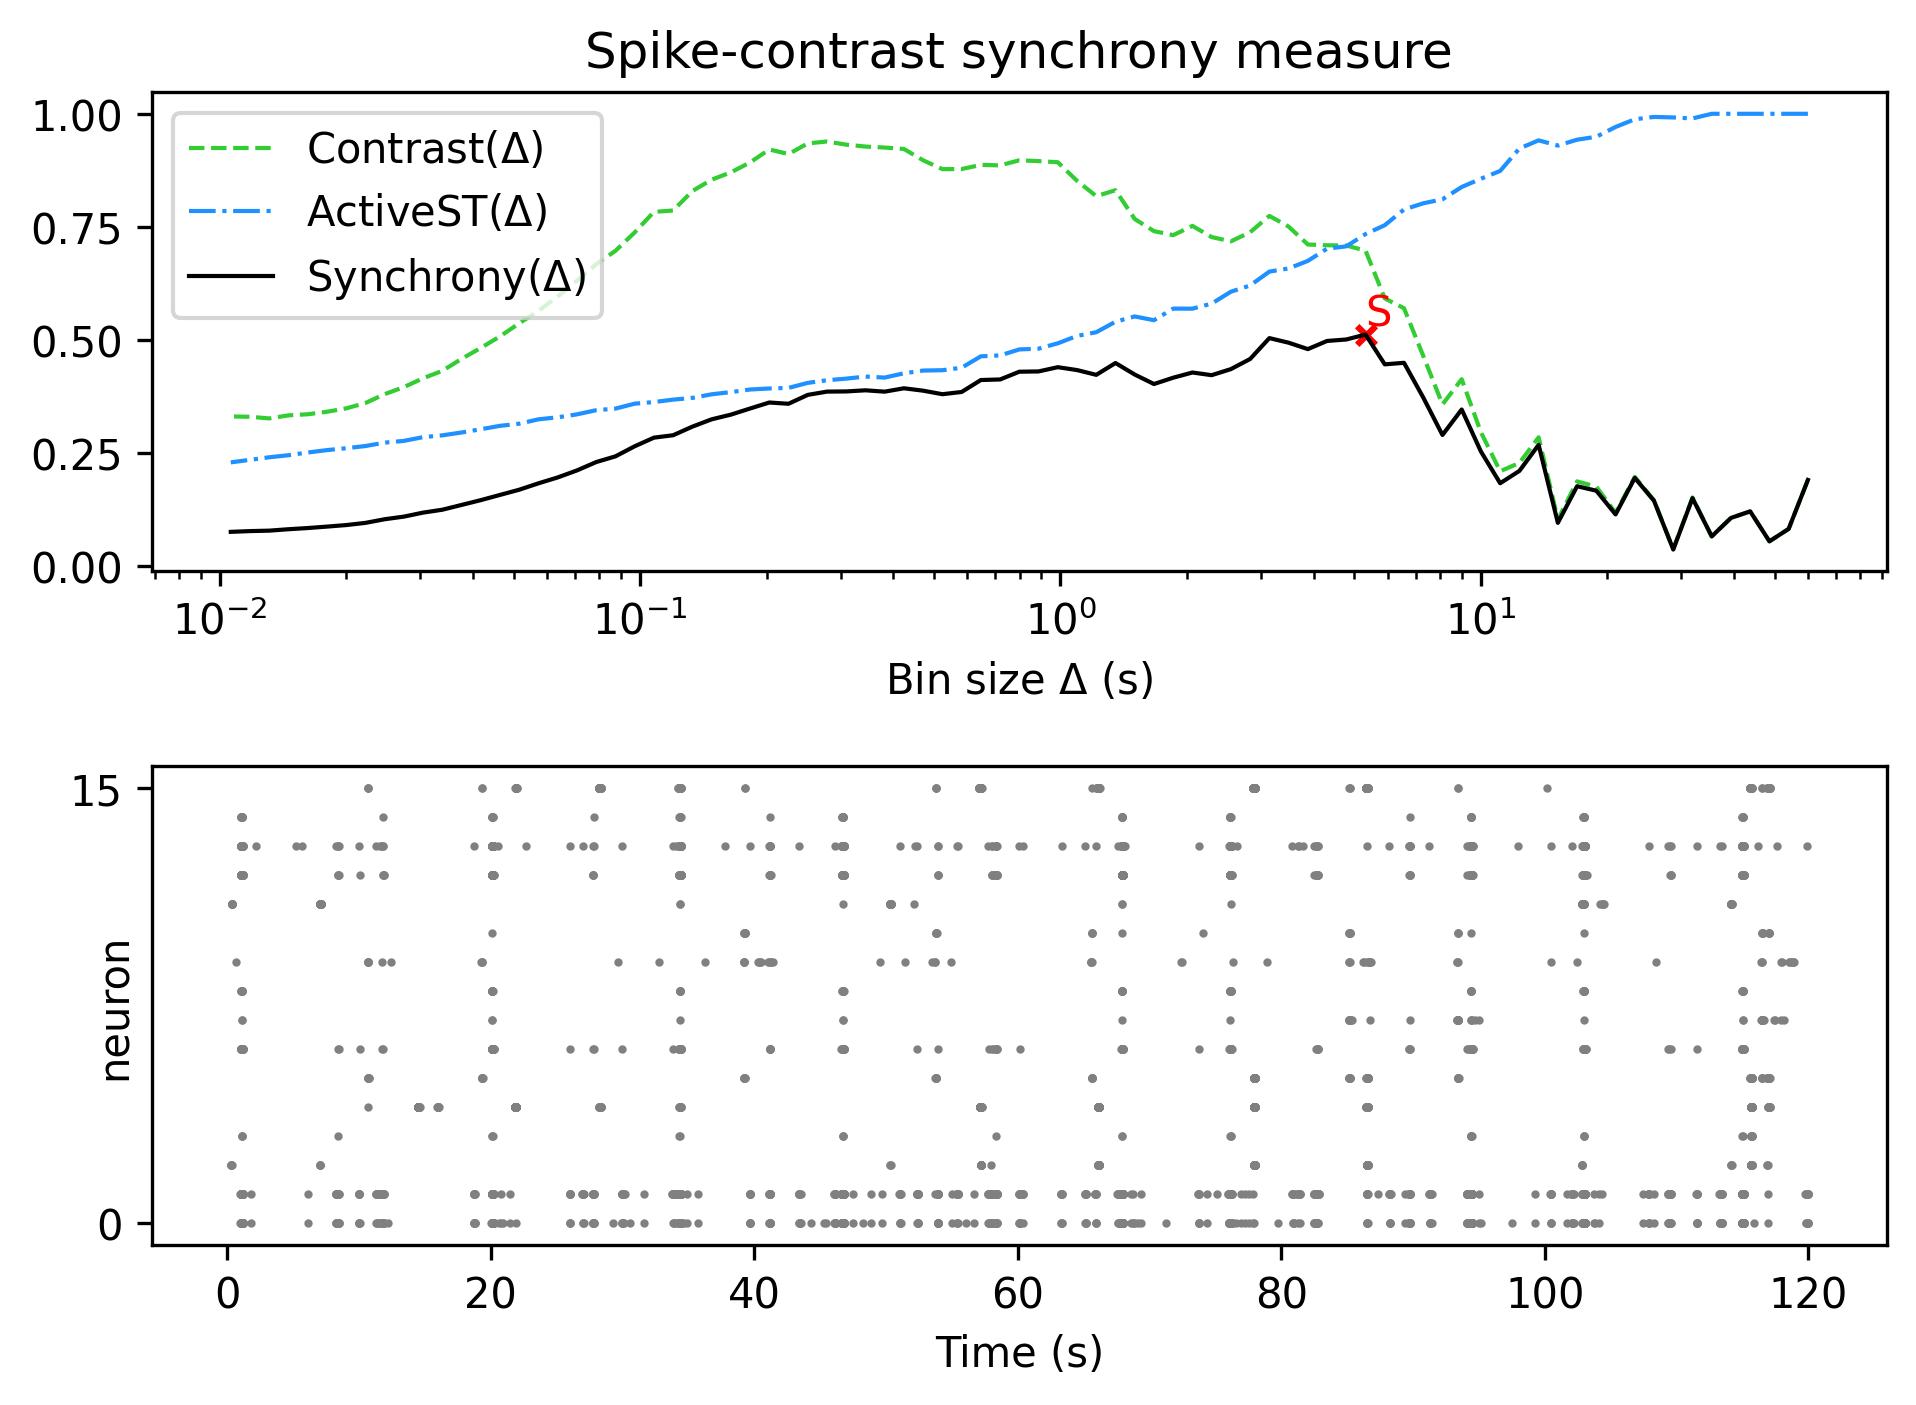 Spike-contrast synchrony measure
1.00
0.75
0.50
0.25
0.00
Contrast(Δ)
ActiveST(Δ)
Synchrony(Δ)
S
10⁻² 10⁻¹ 10⁰ 10¹
Bin size Δ (s)
15
0
neuron
0 20 40 60 80 100 120
Time (s)